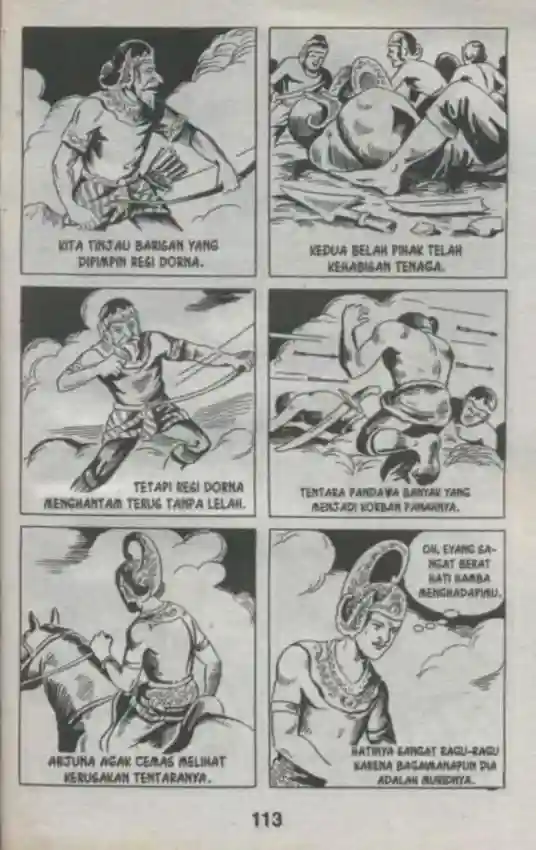 KITA TINJAU BARISAN YANG
DIPIMPIN RESI DORNA.
KEDUA BELAH PIHAK TELAH
KEHABISAN TENAGA.
TETAPI RESI DORNA
MENGHANTAM TERUS TANPA LELAH.
TENTARA PANDAWA BANYAK YANG
MENJADI KORBAN PANAHNYA.
ARJUNA AGAK CEMAS MELIHAT
KERUSAKAN TENTARANYA.
OH, EYANG SA-
NGAT BERAT
HATI HAMBA
MENGHADAPIMU.
HATINYA SANGAT RAGU-RAGU
KARENA BAGAIMANAPUN DIA
ADALAH MURIDNYA.
113